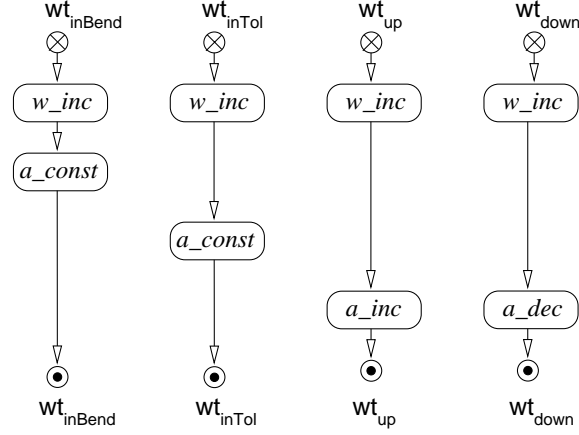 wt_inBend wt_inTol wt_up wt_down
w_inc w_inc w_inc w_inc
a_const
a_const
a_inc a_dec
wt_inBend wt_inTol wt_up wt_down